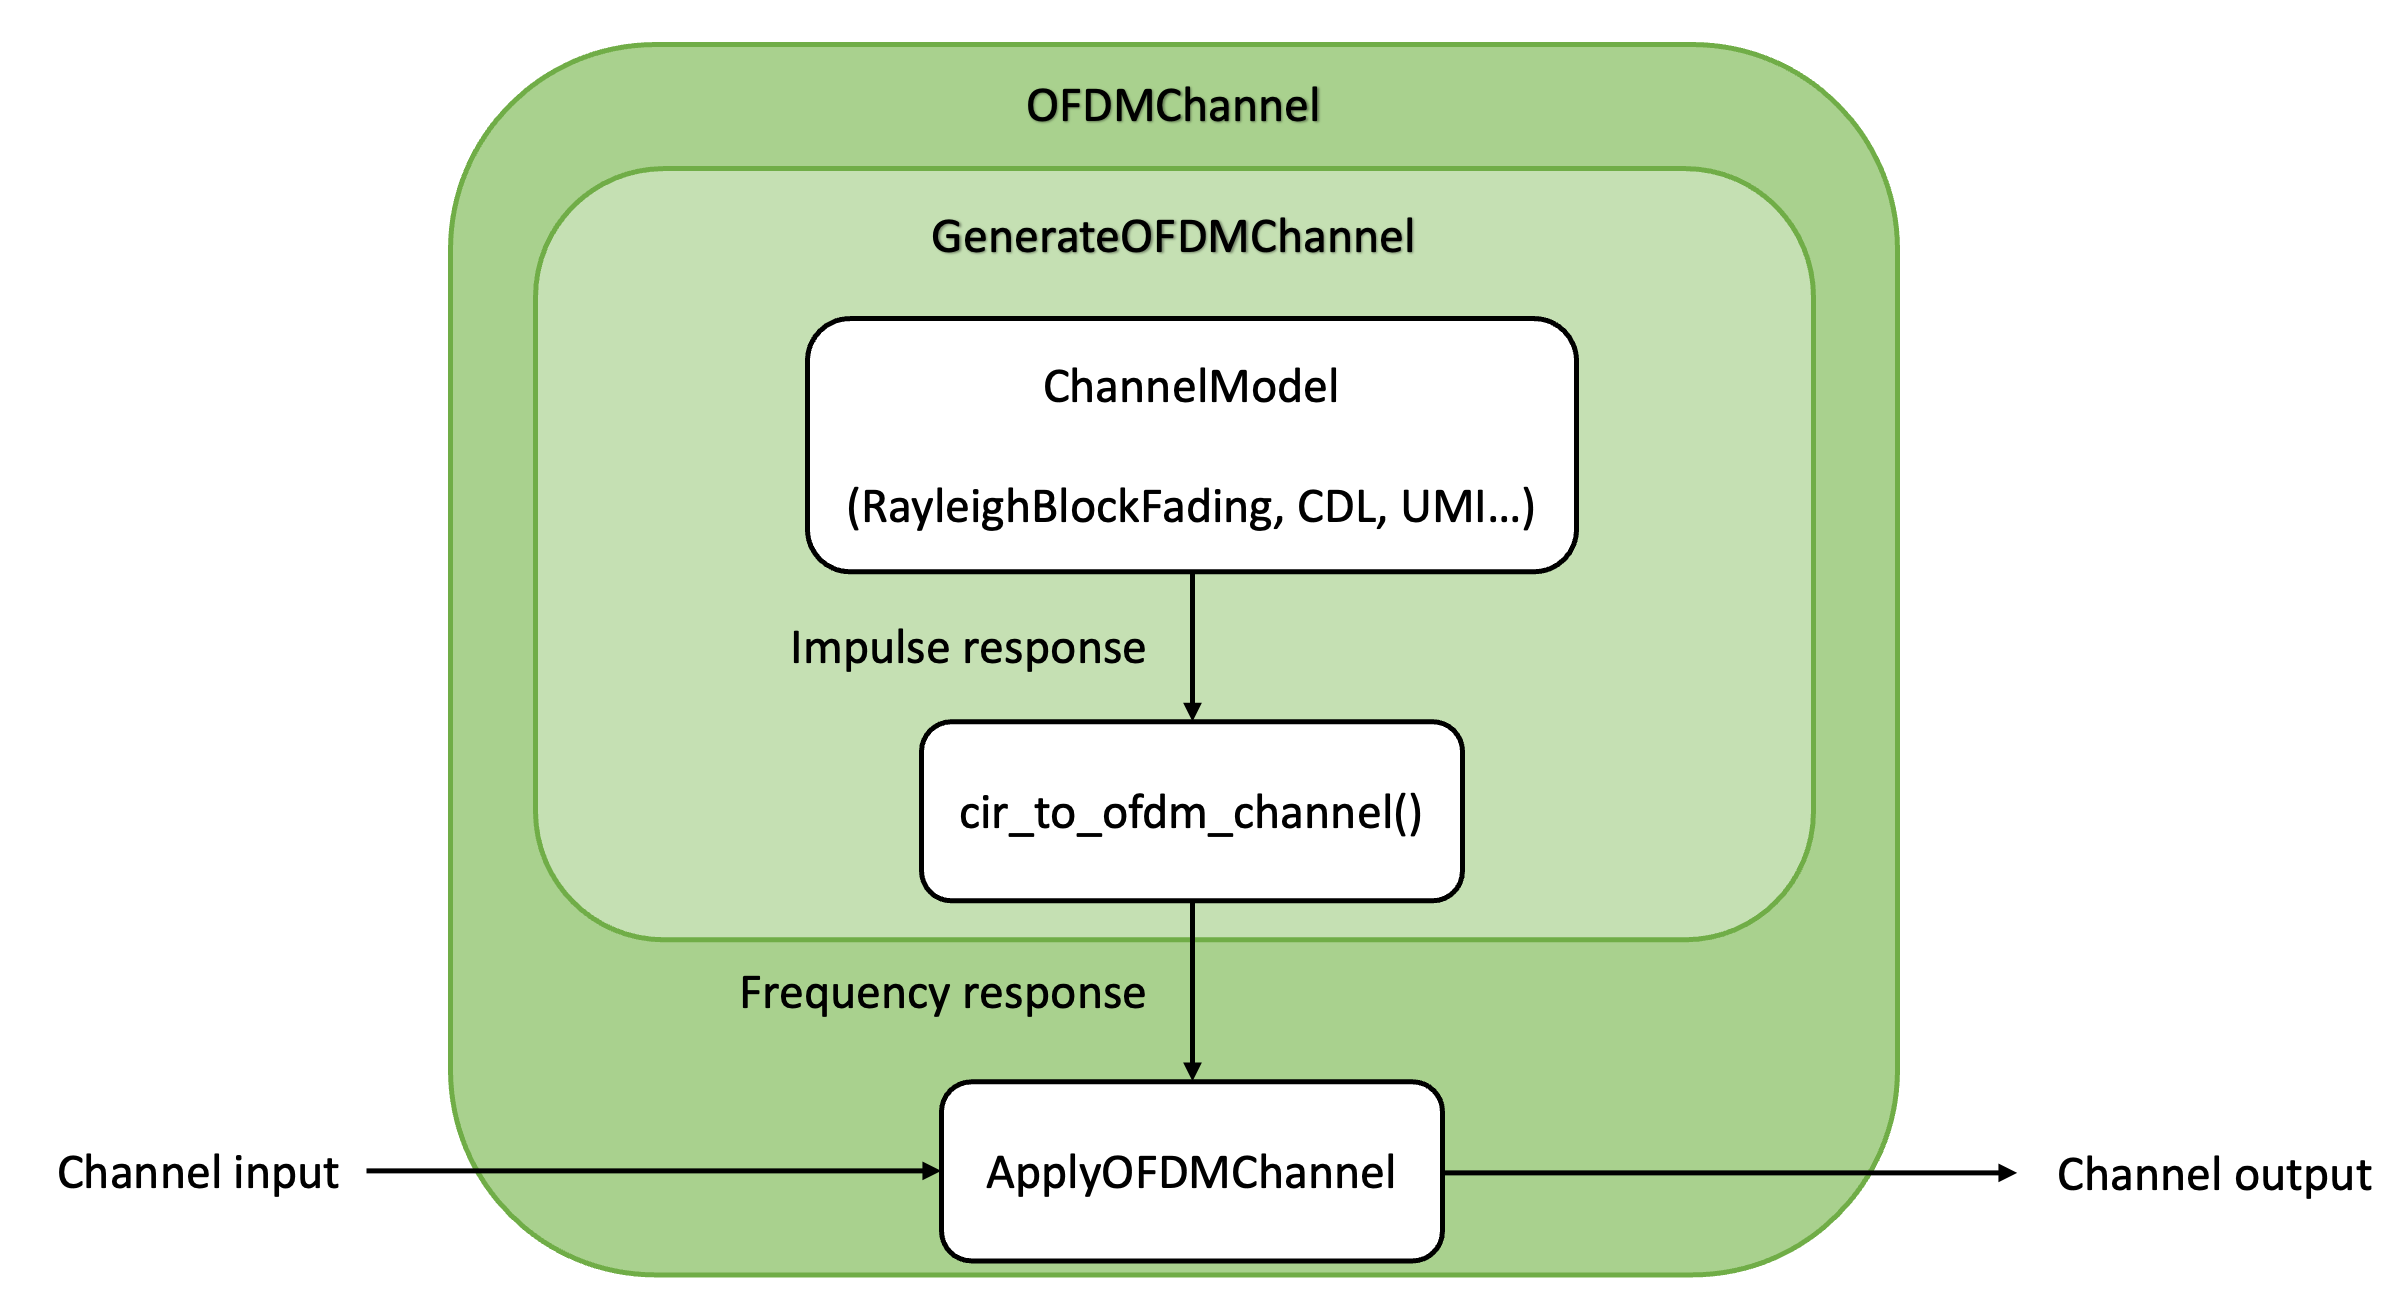 OFDMChannel
GenerateOFDMChannel
ChannelModel
(RayleighBlockFading, CDL, UMI...)
Impulse response
cir_to_ofdm_channel()
Frequency response
Channel input
ApplyOFDMChannel
Channel output